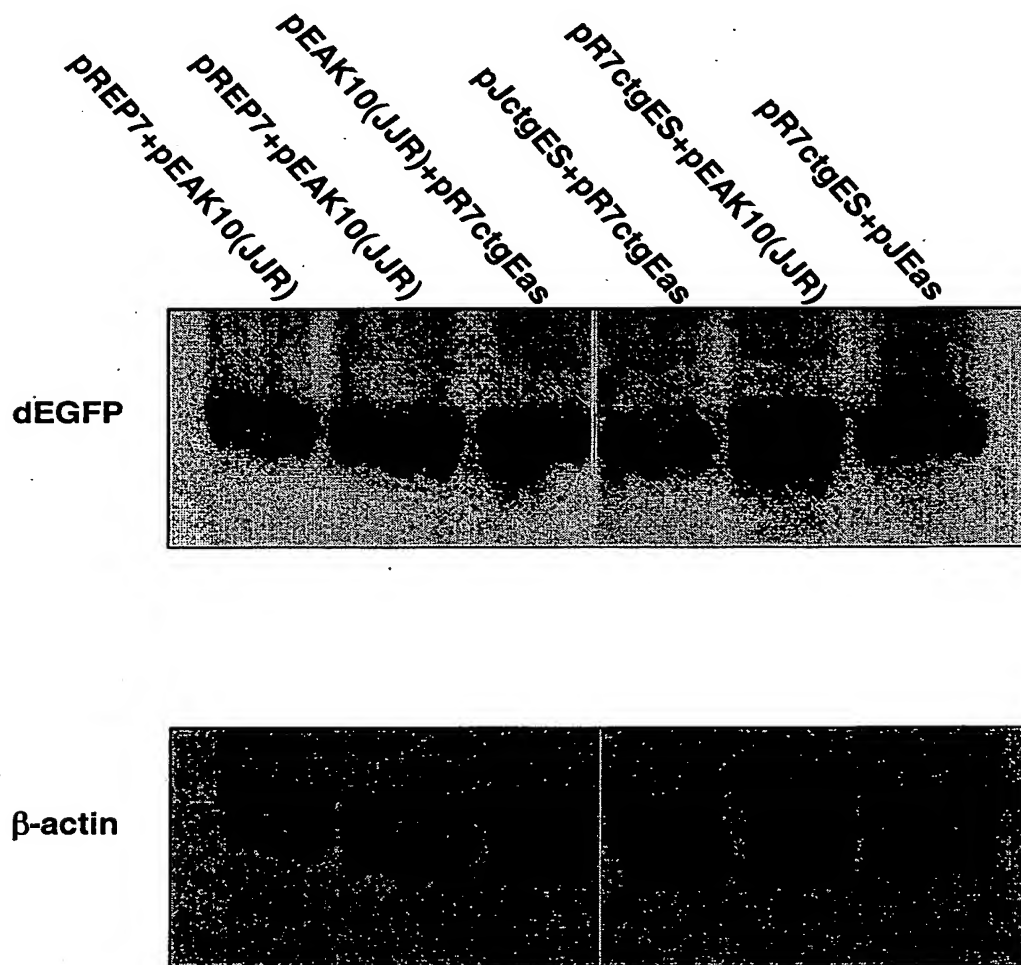 pREP7+pEAK10(JJR)
pREP7+pEAK10(JJR)
pEAK10(JJR)+pR7ctgEas
pJctgES+pR7ctgEas
pR7ctgES+pEAK10(JJR)
pR7ctgES+pJEas
dEGFP
β-actin